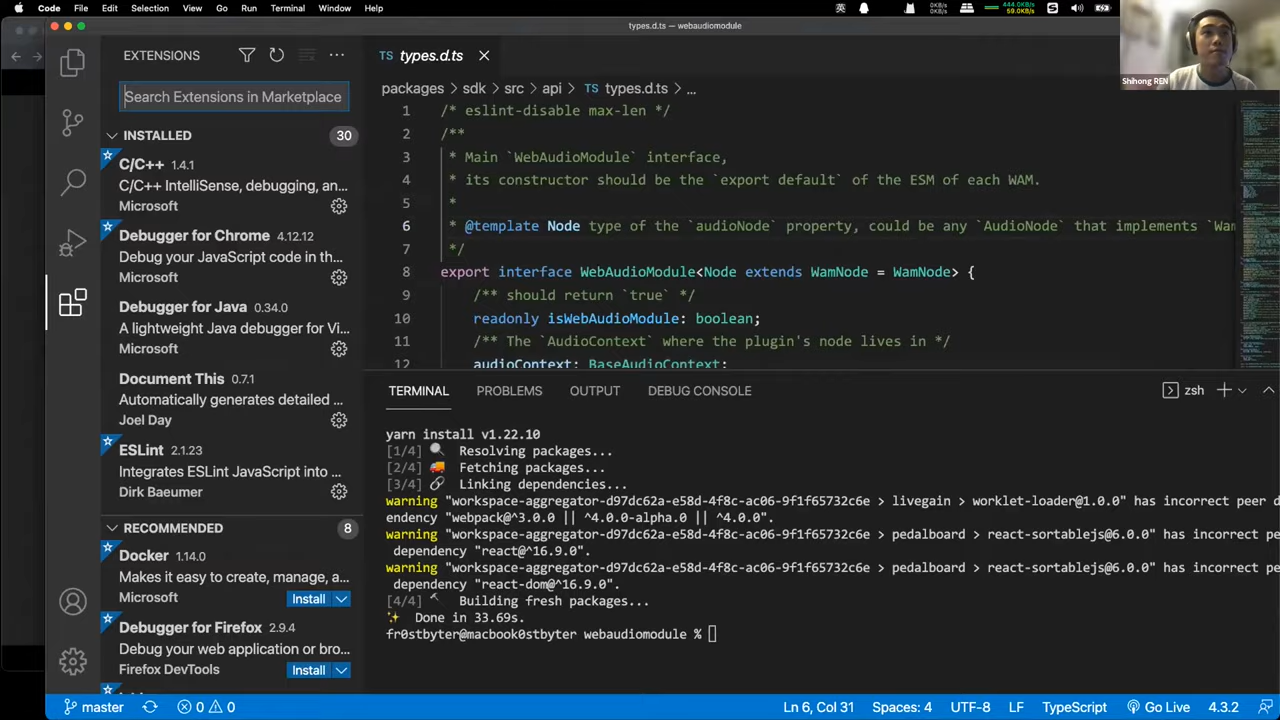 Code File Edit Selection View Go Run Terminal Window Help
英
0KB/s
0KB/s
444.0KB/s
59.0KB/s
types.d.ts — webaudiomodule
Shihong REN
EXTENSIONS
Search Extensions in Marketplace
INSTALLED 30
C/C++ 1.4.1
C/C++ IntelliSense, debugging, an...
Microsoft
Debugger for Chrome 4.12.12
Debug your JavaScript code in th...
Microsoft
Debugger for Java 0.34.0
A lightweight Java debugger for Vi...
Microsoft
Document This 0.7.1
Automatically generates detailed ...
Joel Day
ESLint 2.1.23
Integrates ESLint JavaScript into ...
Dirk Baeumer
RECOMMENDED 8
Docker 1.14.0
Makes it easy to create, manage, a...
Microsoft Install
Debugger for Firefox 2.9.4
Debug your web application or bro...
Firefox DevTools Install
TS types.d.ts
packages > sdk > src > api > TS types.d.ts > ...
1 /* eslint-disable max-len */
2 /**
3 * Main `WebAudioModule` interface,
4 * its constructor should be the `export default` of the ESM of each WAM.
5 *
6 * @template Node type of the `audioNode` property, could be any `AudioNode` that implements `Wam
7 */
8 export interface WebAudioModule<Node extends WamNode = WamNode> {
9 /** should return `true` */
10 readonly isWebAudioModule: boolean;
11 /** The `AudioContext` where the plugin's node lives in */
12 audioContext: BaseAudioContext;
TERMINAL PROBLEMS OUTPUT DEBUG CONSOLE zsh
yarn install v1.22.10
[1/4] Resolving packages...
[2/4] Fetching packages...
[3/4] Linking dependencies...
warning "workspace-aggregator-d97dc62a-e58d-4f8c-ac06-9f1f65732c6e > livegain > worklet-loader@1.0.0" has incorrect peer d
endency "webpack@^3.0.0 || ^4.0.0-alpha.0 || ^4.0.0".
warning "workspace-aggregator-d97dc62a-e58d-4f8c-ac06-9f1f65732c6e > pedalboard > react-sortablejs@6.0.0" has incorrect pe
dependency "react@^16.9.0".
warning "workspace-aggregator-d97dc62a-e58d-4f8c-ac06-9f1f65732c6e > pedalboard > react-sortablejs@6.0.0" has incorrect pe
dependency "react-dom@^16.9.0".
[4/4] Building fresh packages...
Done in 33.69s.
fr0stbyter@macbook0stbyter webaudiomodule %
master 0 0 Ln 6, Col 31 Spaces: 4 UTF-8 LF TypeScript Go Live 4.3.2